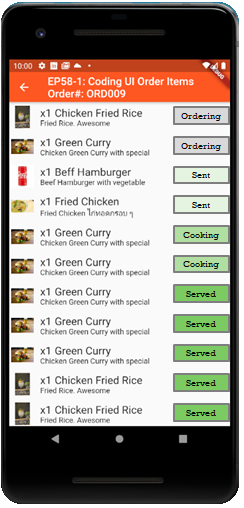 10:00
DEBUG
EP58-1: Coding UI Order Items
Order#: ORD009
x1 Chicken Fried Rice
Fried Rice. Awesome
Ordering
x1 Green Curry
Chicken Green Curry with special
Ordering
x1 Beff Hamburger
Beef Hamburger with vegetable
Sent
x1 Fried Chicken
Fried Chicken ไก่ทอดกรอบ ๆ
Sent
x1 Green Curry
Chicken Green Curry with special
Cooking
x1 Green Curry
Chicken Green Curry with special
Cooking
x1 Green Curry
Chicken Green Curry with special
Served
x1 Green Curry
Chicken Green Curry with special
Served
x1 Green Curry
Chicken Green Curry with special
Served
x1 Chicken Fried Rice
Fried Rice. Awesome
Served
x1 Chicken Fried Rice
Fried Rice. Awesome
Served